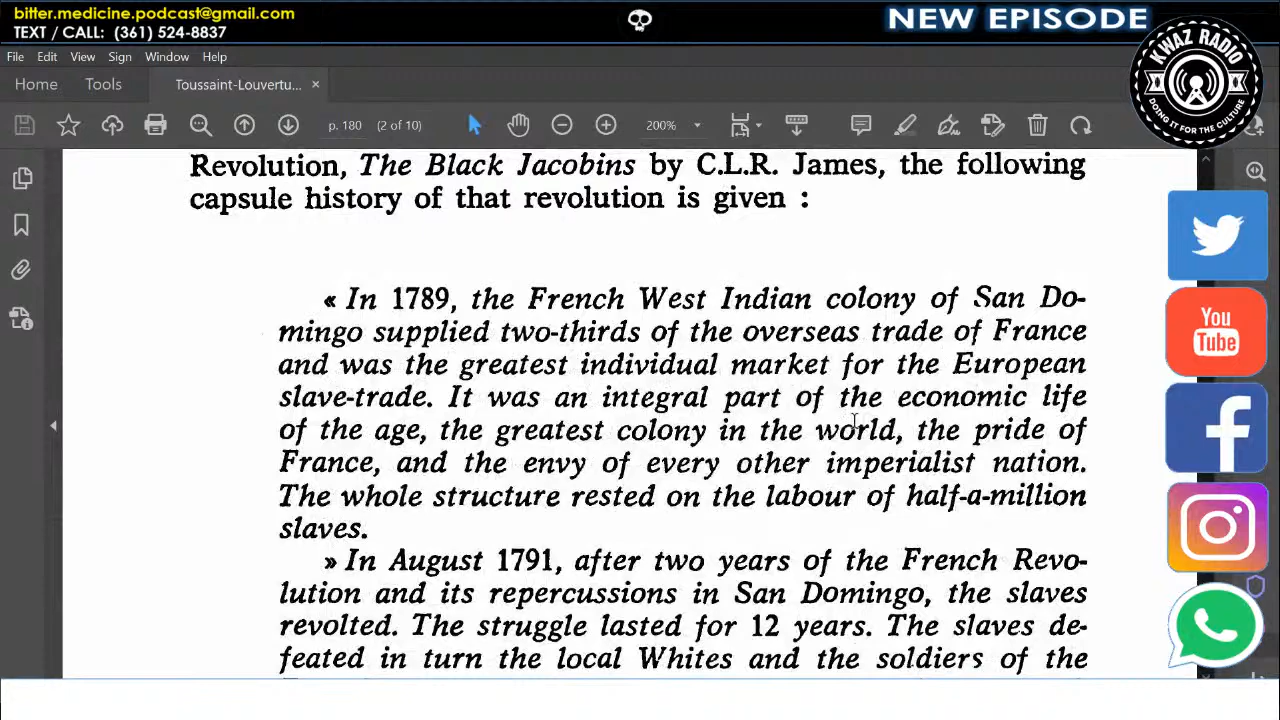 bitter.medicine.podcast@gmail.com
TEXT / CALL: (361) 524-8837
NEW EPISODE
KWAZ RADIO
DOING IT FOR THE CULTURE
File Edit View Sign Window Help
Home Tools Toussaint-Louvertu... ×
p. 180 (2 of 10) 200%
Revolution, The Black Jacobins by C.L.R. James, the following
capsule history of that revolution is given :
« In 1789, the French West Indian colony of San Do-
mingo supplied two-thirds of the overseas trade of France
and was the greatest individual market for the European
slave-trade. It was an integral part of the economic life
of the age, the greatest colony in the world, the pride of
France, and the envy of every other imperialist nation.
The whole structure rested on the labour of half-a-million
slaves.
» In August 1791, after two years of the French Revo-
lution and its repercussions in San Domingo, the slaves
revolted. The struggle lasted for 12 years. The slaves de-
feated in turn the local Whites and the soldiers of the
You
Tube